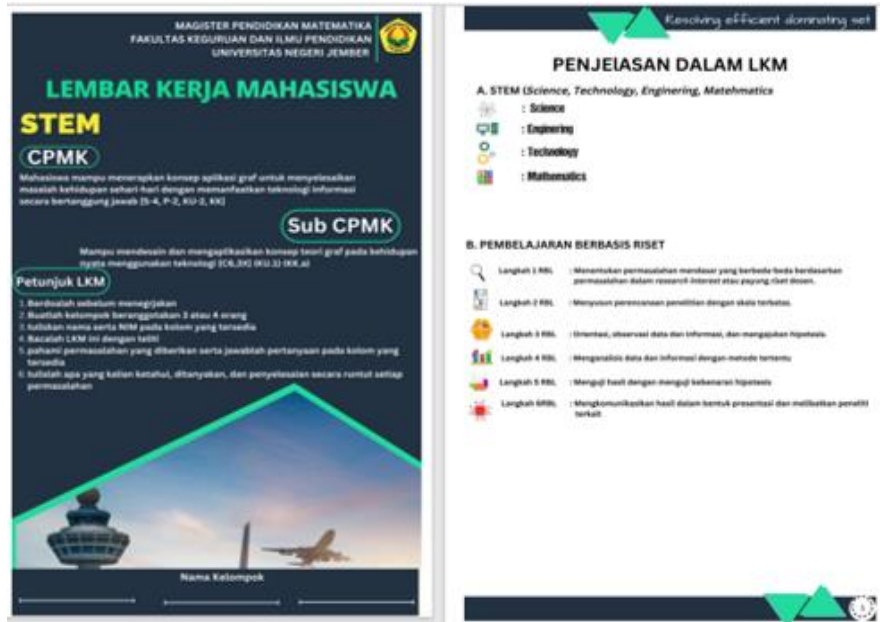 MAGISTER PENDIDIKAN MATEMATIKA
FAKULTAS KEGURUAN DAN ILMU PENDIDIKAN
UNIVERSITAS NEGERI JEMBER
LEMBAR KERJA MAHASISWA
STEM
CPMK
Mahasiswa mampu menerapkan konsep aplikasi graf untuk menyelesaikan
masalah kehidupan sehari-hari dengan memanfaatkan teknologi informasi
secara bertanggung jawab [S-4, P-2, KU-2, KK]
Sub CPMK
Mampu mendesain dan mengaplikasikan konsep teori graf pada kehidupan
nyata menggunakan teknologi [C6,3K] (KU.1) (KK.a)
Petunjuk LKM
1. Berdoalah sebelum menegrjakan
2. Buatlah kelompok beranggotakan 3 atau 4 orang
3. tuliskan nama serta NIM pada kolom yang tersedia
4. Bacalah LKM ini dengan teliti
5. pahami permasalahan yang diberikan serta jawablah pertanyaan pada kolom yang
tersedia
6. tulislah apa yang kalian ketahui, ditanyakan, dan penyelesaian secara runtut setiap
permasalahan
Nama Kelompok
Resolving efficient dominating set
PENJElASAN DALAM LKM
A. STEM (Science, Technology, Enginering, Matehmatics
: Science
: Enginering
: Technology
: Mathematics
B. PEMBELAJARAN BERBASIS RISET
Langkah 1 RBL : Menentukan permasalahan mendasar yang berbeda-beda berdasarkan
permasalahan dalam research interest atau payung riset dosen.
Langkah 2 RBL : Menyusun perencanaan penelitian dengan skala terbatas.
Langkah 3 RBL : Orientasi, observasi data dan informasi, dan mengajukan hipotesis
Langkah 4 RBL : Menganalisis data dan informasi dengan metode tertentu
Langkah 5 RBL : Menguji hasil dengan menguji kebenaran hipotesis
Langkah 6RBL : Mengkomunikasikan hasil dalam bentuk presentasi dan melibatkan peneliti
terkait